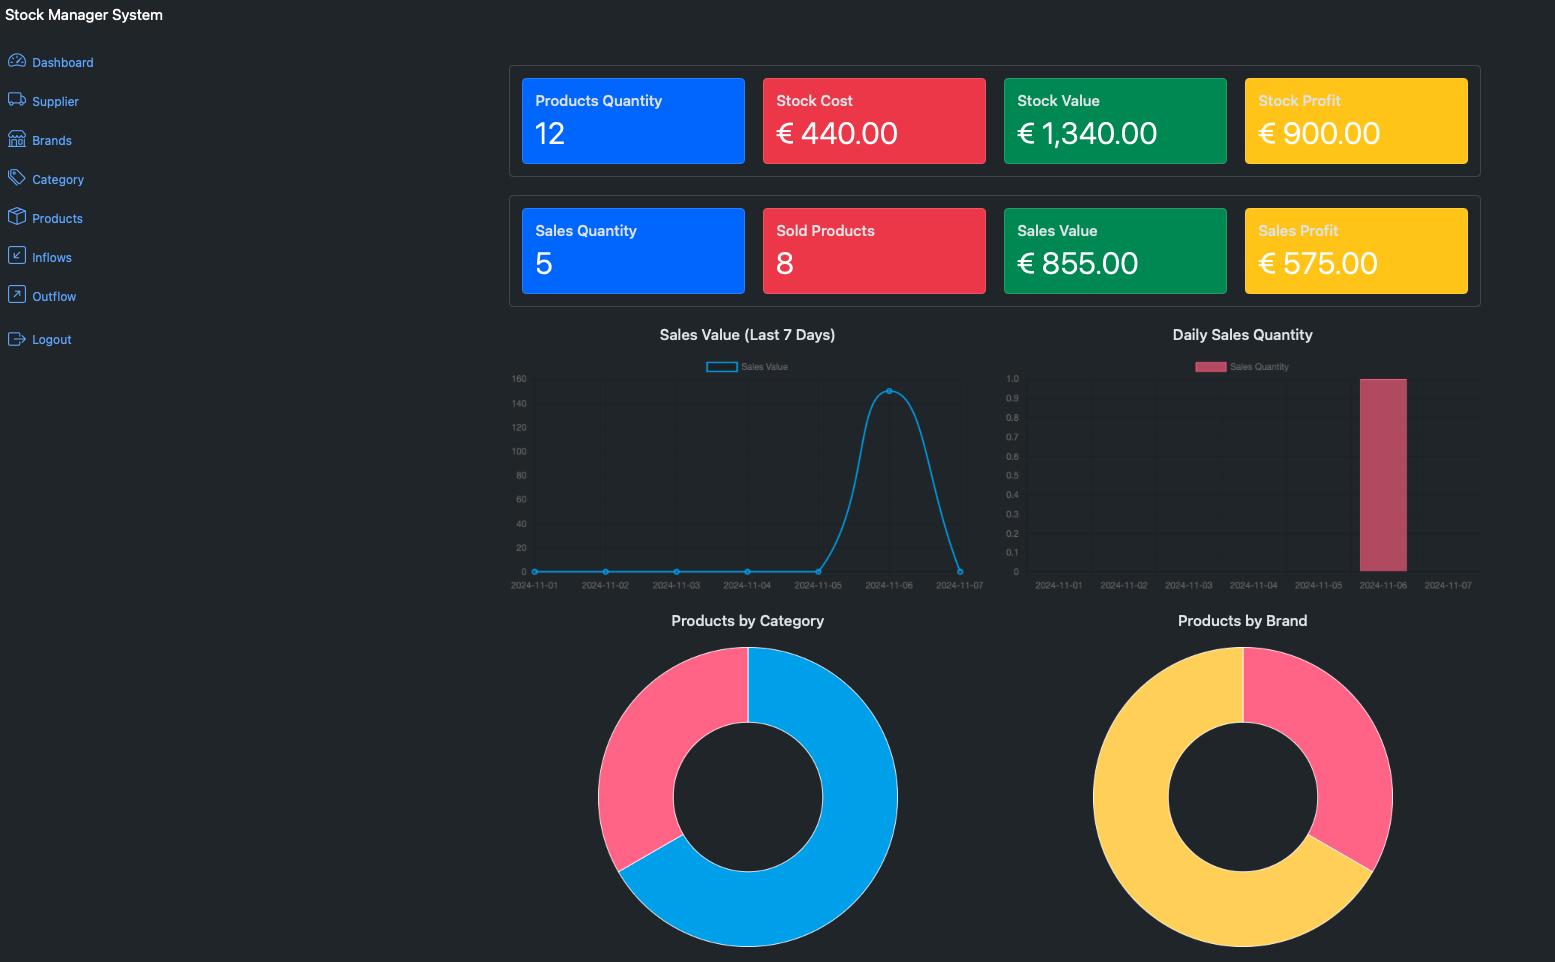 Stock Manager System
Dashboard
Supplier
Brands
Category
Products
Inflows
Outflow
Logout
Products Quantity
12
Stock Cost
€ 440.00
Stock Value
€ 1,340.00
Stock Profit
€ 900.00
Sales Quantity
5
Sold Products
8
Sales Value
€ 855.00
Sales Profit
€ 575.00
Sales Value (Last 7 Days)
Sales Value
160
140
120
100
80
60
40
20
0
2024-11-01 2024-11-02 2024-11-03 2024-11-04 2024-11-05 2024-11-06 2024-11-07
Daily Sales Quantity
Sales Quantity
1.0
0.9
0.8
0.7
0.6
0.5
0.4
0.3
0.2
0.1
0
2024-11-01 2024-11-02 2024-11-03 2024-11-04 2024-11-05 2024-11-06 2024-11-07
Products by Category
Products by Brand